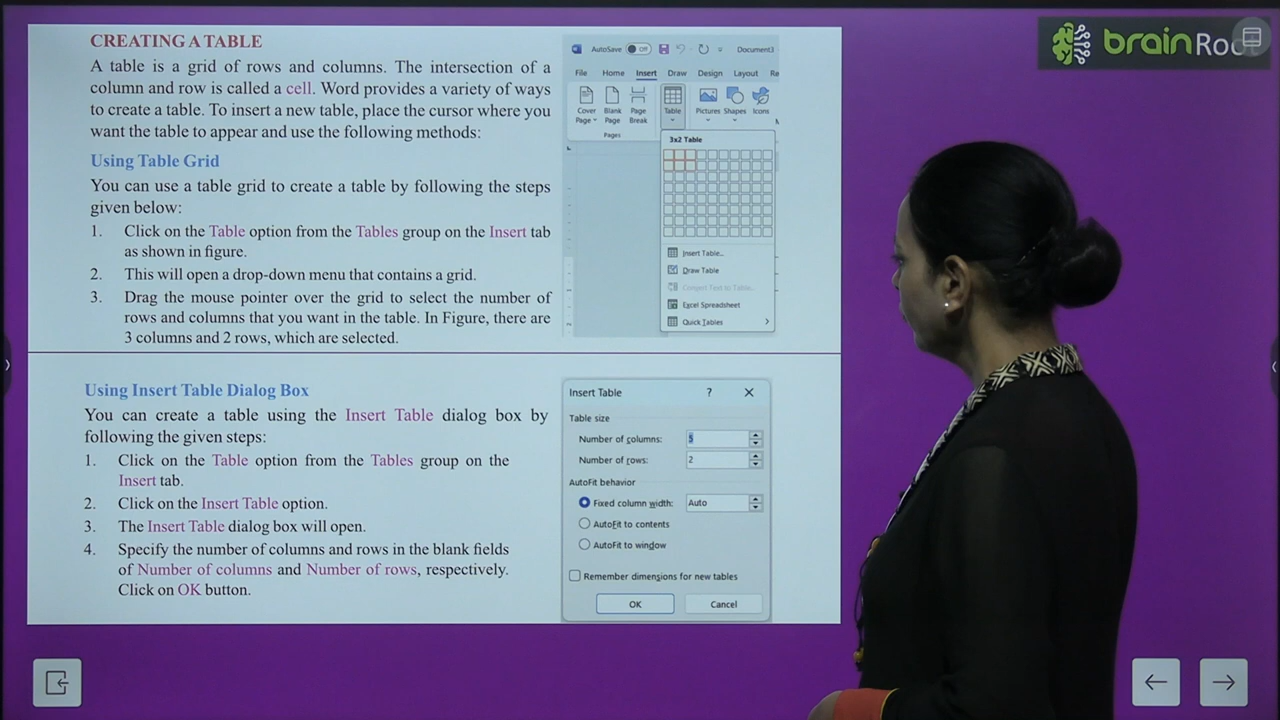 CREATING A TABLE
A table is a grid of rows and columns. The intersection of a
column and row is called a cell. Word provides a variety of ways
to create a table. To insert a new table, place the cursor where you
want the table to appear and use the following methods:
Using Table Grid
You can use a table grid to create a table by following the steps
given below:
1. Click on the Table option from the Tables group on the Insert tab
as shown in figure.
2. This will open a drop-down menu that contains a grid.
3. Drag the mouse pointer over the grid to select the number of
rows and columns that you want in the table. In Figure, there are
3 columns and 2 rows, which are selected.
AutoSave Off Document3
File Home Insert Draw Design Layout Re
Cover Page Blank Page Page Break Table Pictures Shapes Icons
Pages
3x2 Table
Insert Table...
Draw Table
Convert Text to Table...
Excel Spreadsheet
Quick Tables
brainRoot
Using Insert Table Dialog Box
You can create a table using the Insert Table dialog box by
following the given steps:
1. Click on the Table option from the Tables group on the
Insert tab.
2. Click on the Insert Table option.
3. The Insert Table dialog box will open.
4. Specify the number of columns and rows in the blank fields
of Number of columns and Number of rows, respectively.
Click on OK button.
Insert Table ?
Table size
Number of columns: 5
Number of rows: 2
AutoFit behavior
Fixed column width: Auto
AutoFit to contents
AutoFit to window
Remember dimensions for new tables
OK Cancel